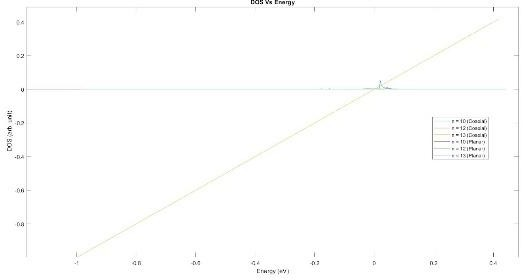 DOS Vs Energy
0.4
0.2
0
-0.2
-0.4
-0.6
-0.8
DOS (arb. unit)
n = 10 (Coaxial)
n = 12 (Coaxial)
n = 13 (Coaxial)
n = 10 (Planar)
n = 12 (Planar)
n = 13 (Planar)
-1 -0.8 -0.6 -0.4 -0.2 0 0.2 0.4
Energy (eV)